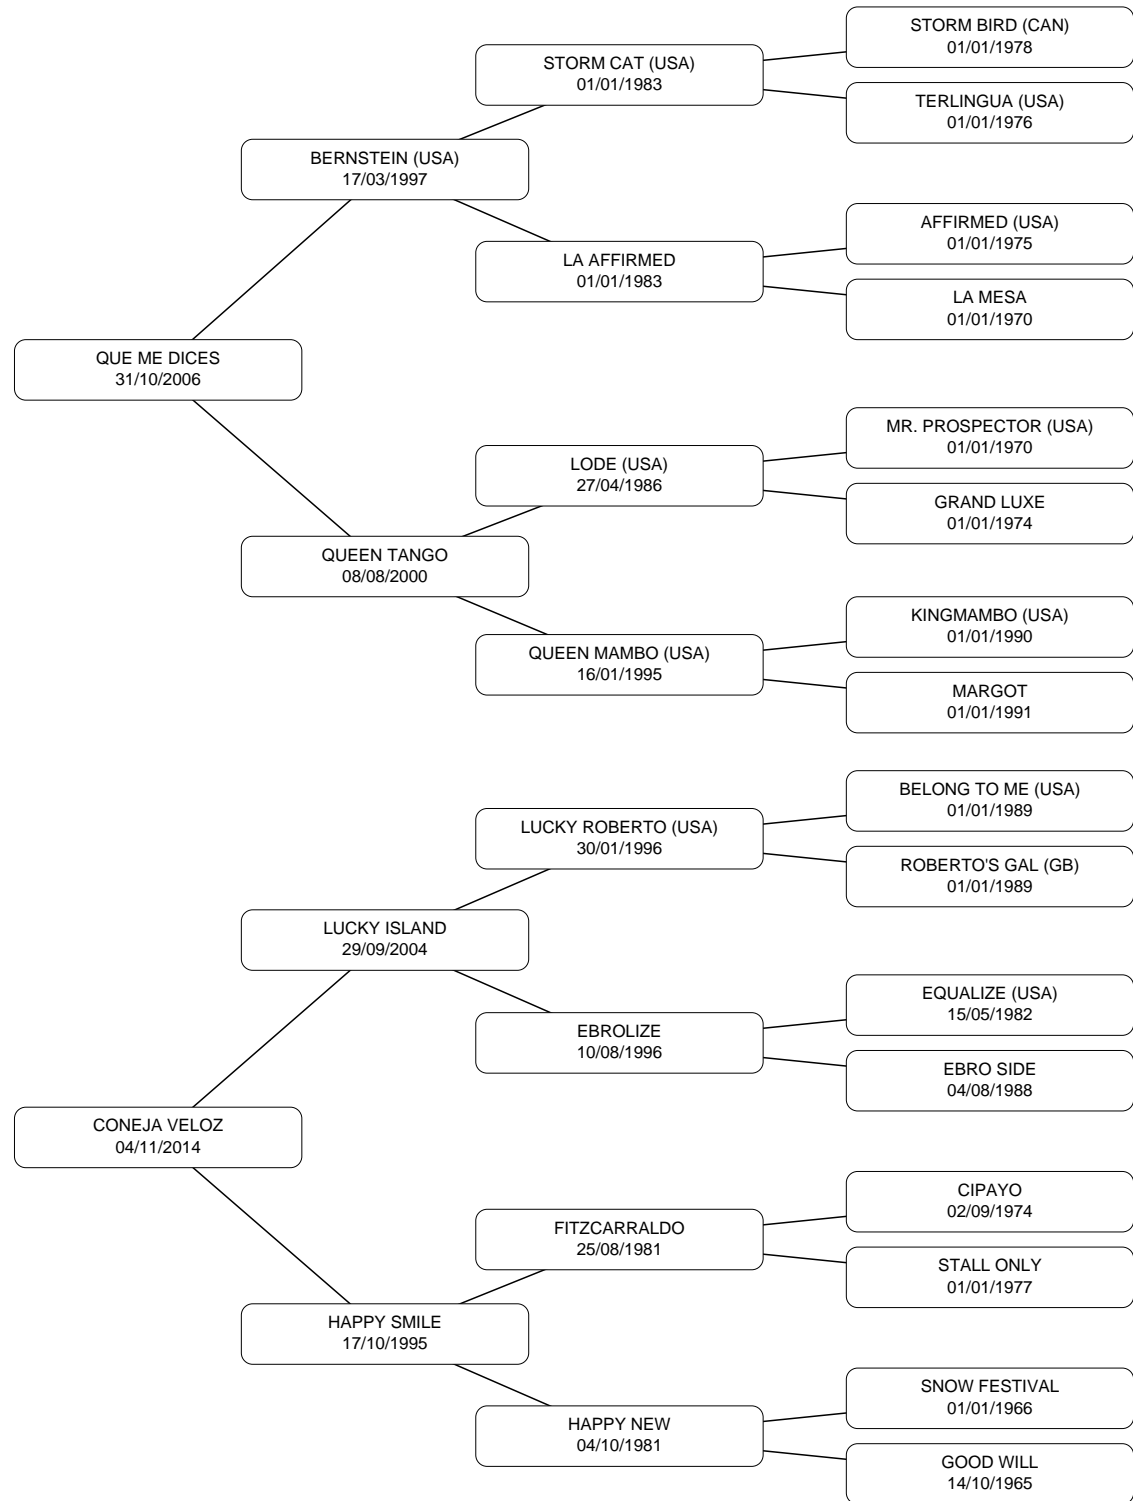 STORM BIRD (CAN)
01/01/1978
STORM CAT (USA)
01/01/1983
TERLINGUA (USA)
01/01/1976
BERNSTEIN (USA)
17/03/1997
AFFIRMED (USA)
01/01/1975
LA AFFIRMED
01/01/1983
LA MESA
01/01/1970
QUE ME DICES
31/10/2006
MR. PROSPECTOR (USA)
01/01/1970
LODE (USA)
27/04/1986
GRAND LUXE
01/01/1974
QUEEN TANGO
08/08/2000
KINGMAMBO (USA)
01/01/1990
QUEEN MAMBO (USA)
16/01/1995
MARGOT
01/01/1991
BELONG TO ME (USA)
01/01/1989
LUCKY ROBERTO (USA)
30/01/1996
ROBERTO'S GAL (GB)
01/01/1989
LUCKY ISLAND
29/09/2004
EQUALIZE (USA)
15/05/1982
EBROLIZE
10/08/1996
EBRO SIDE
04/08/1988
CONEJA VELOZ
04/11/2014
CIPAYO
02/09/1974
FITZCARRALDO
25/08/1981
STALL ONLY
01/01/1977
HAPPY SMILE
17/10/1995
SNOW FESTIVAL
01/01/1966
HAPPY NEW
04/10/1981
GOOD WILL
14/10/1965